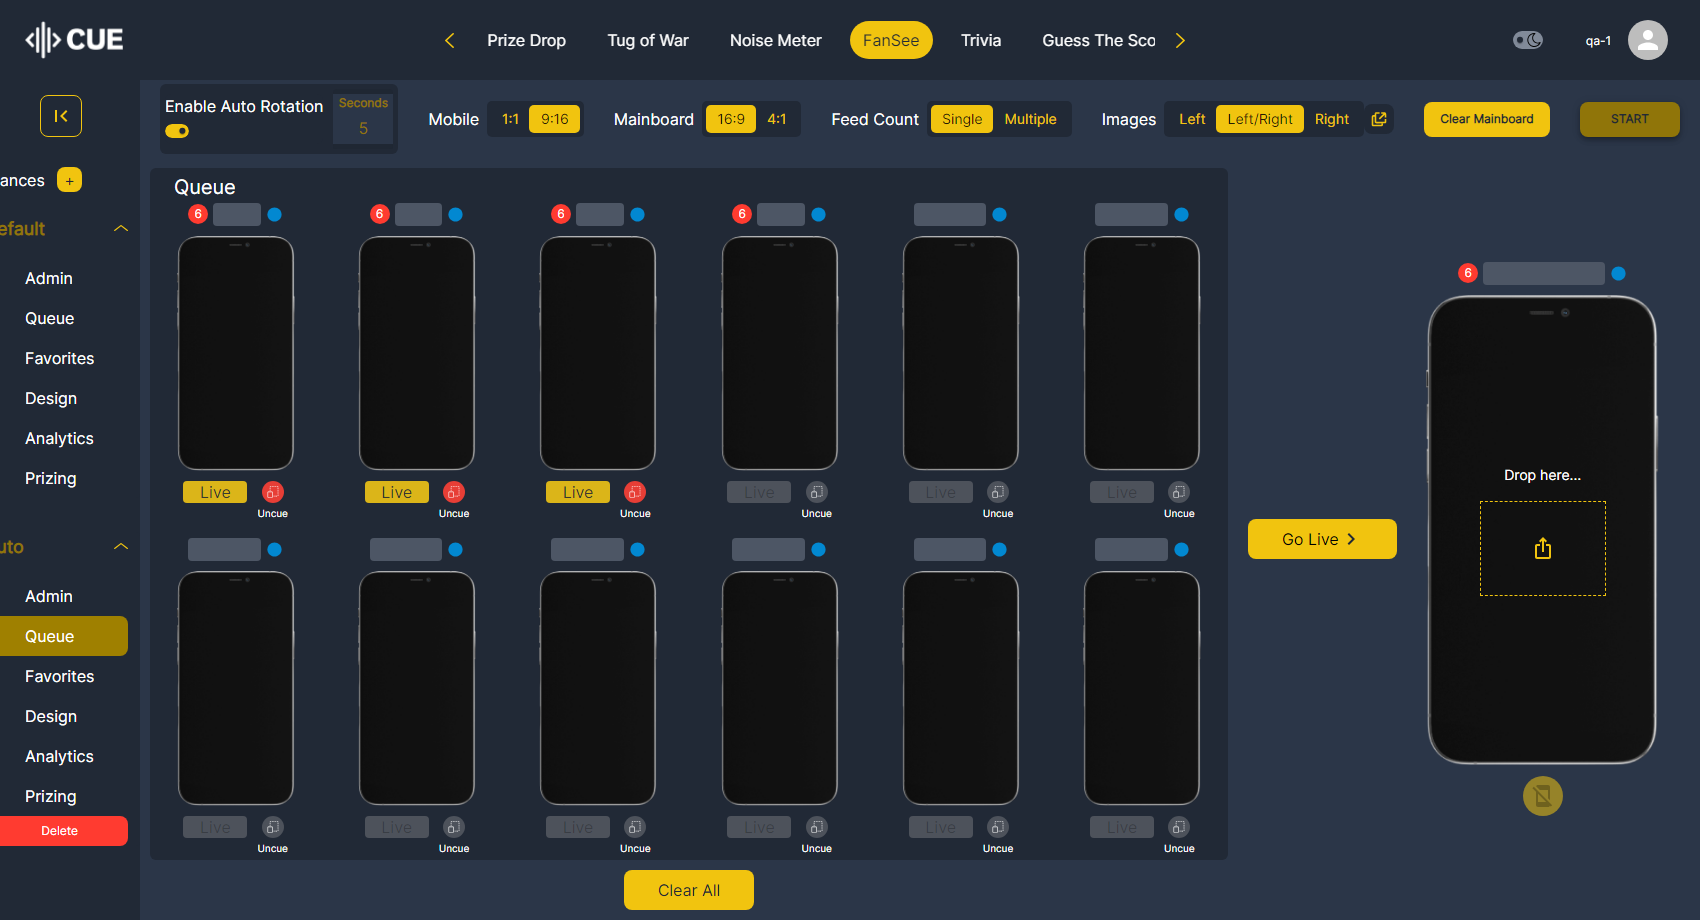 CUE
Prize Drop
Tug of War
Noise Meter
FanSee
Trivia
Guess The Sco
qa-1
Enable Auto Rotation
Seconds
5
Mobile
1:1
9:16
Mainboard
16:9
4:1
Feed Count
Single
Multiple
Images
Left
Left/Right
Right
Clear Mainboard
START
ances
+
efault
Admin
Queue
Favorites
Design
Analytics
Prizing
uto
Admin
Queue
Favorites
Design
Analytics
Prizing
Delete
Queue
6
6
6
6
Live
Uncue
Live
Uncue
Live
Uncue
Live
Uncue
Live
Uncue
Live
Uncue
Live
Uncue
Live
Uncue
Live
Uncue
Live
Uncue
Live
Uncue
Live
Uncue
Clear All
Go Live
6
Drop here...